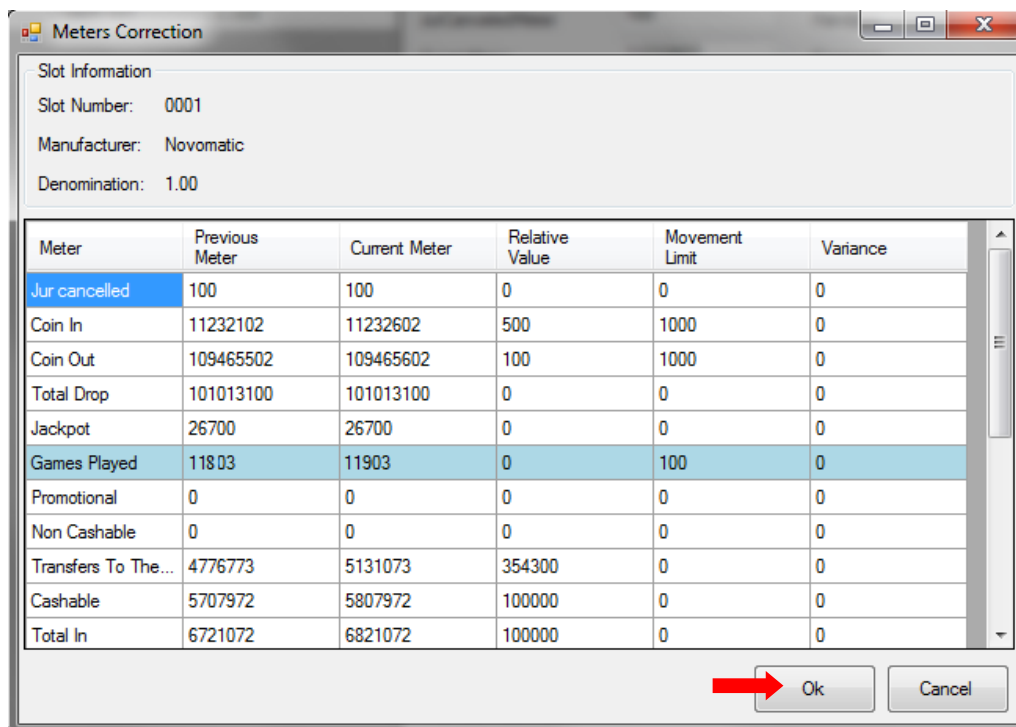 Meters Correction
Slot Information
Slot Number: 0001
Manufacturer: Novomatic
Denomination: 1.00
Meter Previous Meter Current Meter Relative Value Movement Limit Variance
Jur cancelled 100 100 0 0 0
Coin In 11232102 11232602 500 1000 0
Coin Out 109465502 109465602 100 1000 0
Total Drop 101013100 101013100 0 0 0
Jackpot 26700 26700 0 0 0
Games Played 11803 11903 0 100 0
Promotional 0 0 0 0 0
Non Cashable 0 0 0 0 0
Transfers To The... 4776773 5131073 354300 0 0
Cashable 5707972 5807972 100000 0 0
Total In 6721072 6821072 100000 0 0
Ok Cancel